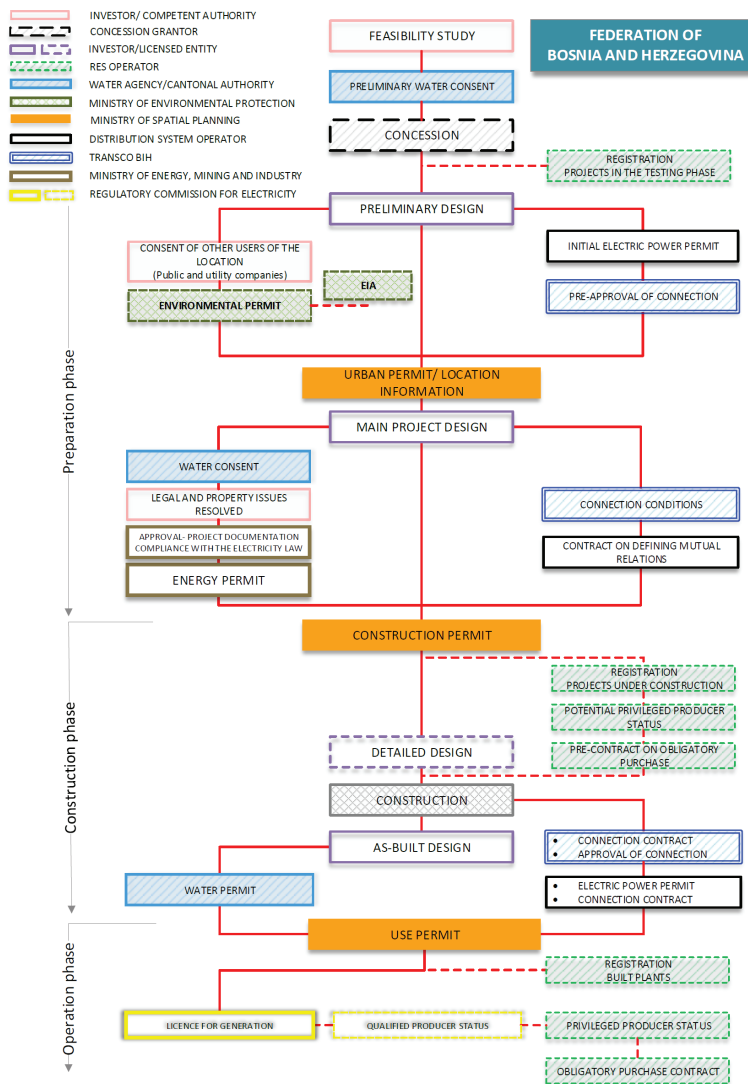 INVESTOR/ COMPETENT AUTHORITY
CONCESSION GRANTOR
INVESTOR/LICENSED ENTITY
RES OPERATOR
WATER AGENCY/CANTONAL AUTHORITY
MINISTRY OF ENVIRONMENTAL PROTECTION
MINISTRY OF SPATIAL PLANNING
DISTRIBUTION SYSTEM OPERATOR
TRANSCO BIH
MINISTRY OF ENERGY, MINING AND INDUSTRY
REGULATORY COMMISSION FOR ELECTRICITY
FEDERATION OF
BOSNIA AND HERZEGOVINA
FEASIBILITY STUDY
PRELIMINARY WATER CONSENT
CONCESSION
REGISTRATION
PROJECTS IN THE TESTING PHASE
PRELIMINARY DESIGN
CONSENT OF OTHER USERS OF THE
LOCATION
(Public and utility companies)
INITIAL ELECTRIC POWER PERMIT
EIA
ENVIRONMENTAL PERMIT
PRE-APPROVAL OF CONNECTION
URBAN PERMIT/ LOCATION
INFORMATION
MAIN PROJECT DESIGN
Preparation phase
WATER CONSENT
LEGAL AND PROPERTY ISSUES
RESOLVED
CONNECTION CONDITIONS
APPROVAL- PROJECT DOCUMENTATION
COMPLIANCE WITH THE ELECTRICITY LAW
CONTRACT ON DEFINING MUTUAL
RELATIONS
ENERGY PERMIT
CONSTRUCTION PERMIT
REGISTRATION
PROJECTS UNDER CONSTRUCTION
POTENTIAL PRIVILEGED PRODUCER
STATUS
DETAILED DESIGN
PRE-CONTRACT ON OBLIGATORY
PURCHASE
Construction phase
CONSTRUCTION
AS-BUILT DESIGN
• CONNECTION CONTRACT
• APPROVAL OF CONNECTION
WATER PERMIT
• ELECTRIC POWER PERMIT
• CONNECTION CONTRACT
USE PERMIT
REGISTRATION
BUILT PLANTS
Operation phase
LICENCE FOR GENERATION
QUALIFIED PRODUCER STATUS
PRIVILEGED PRODUCER STATUS
OBLIGATORY PURCHASE CONTRACT